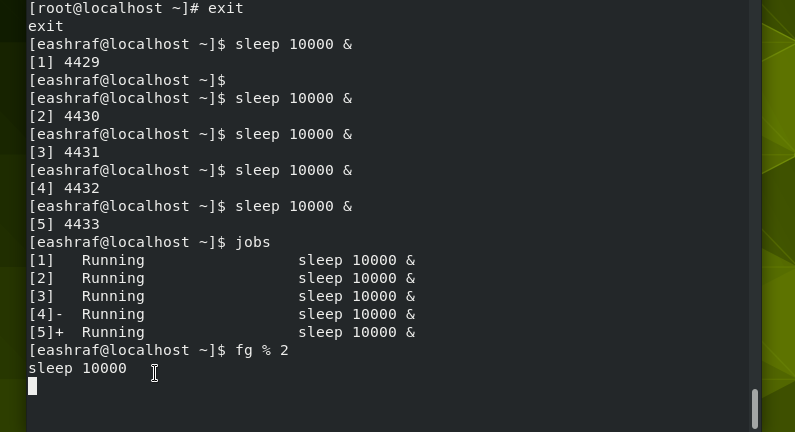 [root@localhost ~]# exit
exit
[eashraf@localhost ~]$ sleep 10000 &
[1] 4429
[eashraf@localhost ~]$
[eashraf@localhost ~]$ sleep 10000 &
[2] 4430
[eashraf@localhost ~]$ sleep 10000 &
[3] 4431
[eashraf@localhost ~]$ sleep 10000 &
[4] 4432
[eashraf@localhost ~]$ sleep 10000 &
[5] 4433
[eashraf@localhost ~]$ jobs
[1]   Running                 sleep 10000 &
[2]   Running                 sleep 10000 &
[3]   Running                 sleep 10000 &
[4]-  Running                 sleep 10000 &
[5]+  Running                 sleep 10000 &
[eashraf@localhost ~]$ fg % 2
sleep 10000